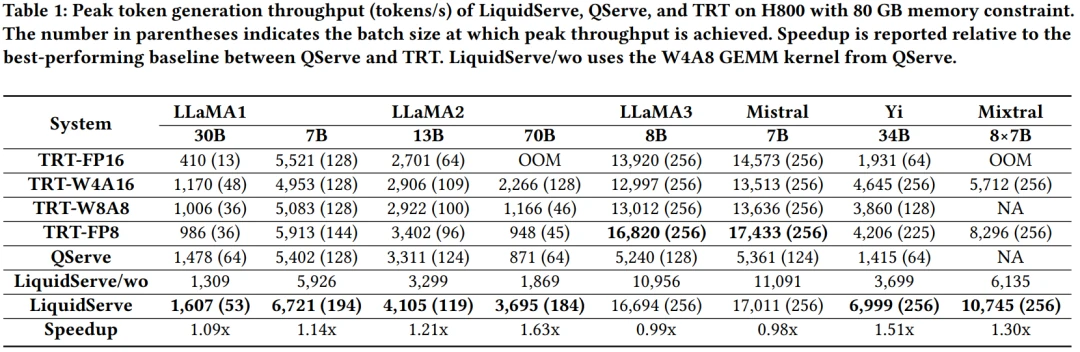 Table 1: Peak token generation throughput (tokens/s) of LiquidServe, QServe, and TRT on H800 with 80 GB memory constraint.
The number in parentheses indicates the batch size at which peak throughput is achieved. Speedup is reported relative to the
best-performing baseline between QServe and TRT. LiquidServe/wo uses the W4A8 GEMM kernel from QServe.
System LLaMA1 LLaMA2 LLaMA3 Mistral Yi Mixtral
30B 7B 13B 70B 8B 7B 34B 8×7B
TRT-FP16 410 (13) 5,521 (128) 2,701 (64) OOM 13,920 (256) 14,573 (256) 1,931 (64) OOM
TRT-W4A16 1,170 (48) 4,953 (128) 2,906 (109) 2,266 (128) 12,997 (256) 13,513 (256) 4,645 (256) 5,712 (256)
TRT-W8A8 1,006 (36) 5,083 (128) 2,922 (100) 1,166 (46) 13,012 (256) 13,636 (256) 3,860 (128) NA
TRT-FP8 986 (36) 5,913 (144) 3,402 (96) 948 (45) 16,820 (256) 17,433 (256) 4,206 (225) 8,296 (256)
QServe 1,478 (64) 5,402 (128) 3,311 (124) 871 (64) 5,240 (128) 5,361 (124) 1,415 (64) NA
LiquidServe/wo 1,309 5,926 3,299 1,869 10,956 11,091 3,699 6,135
LiquidServe 1,607 (53) 6,721 (194) 4,105 (119) 3,695 (184) 16,694 (256) 17,011 (256) 6,999 (256) 10,745 (256)
Speedup 1.09x 1.14x 1.21x 1.63x 0.99x 0.98x 1.51x 1.30x